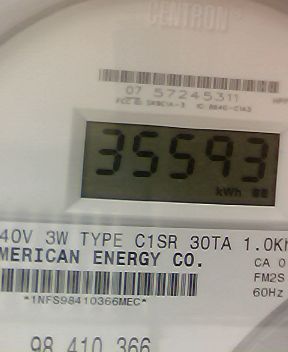 CENTRON
07 57245311
35593
kWh
40V 3W TYPE C1SR 30TA 1.0Kh
MERICAN ENERGY CO.
CA 0
FM2S
60Hz
*1NFS98410366MEC*
98 410 366